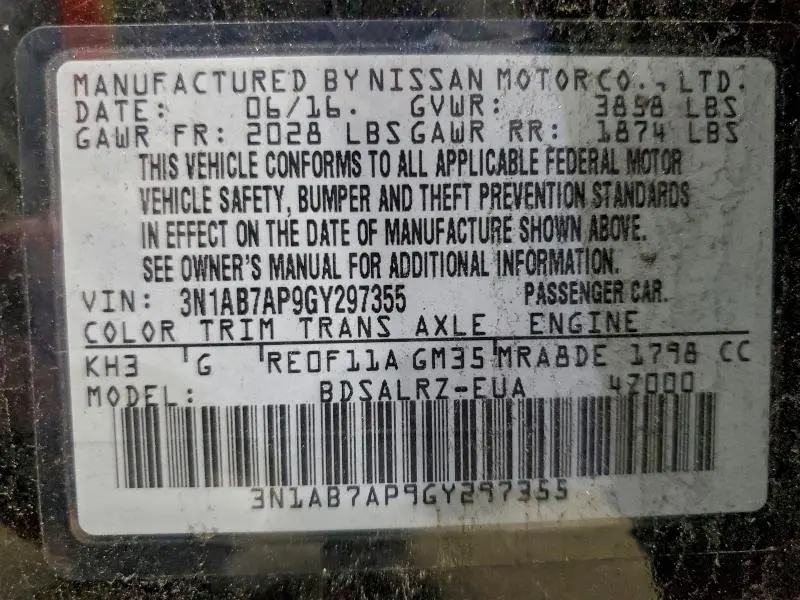 MANUFACTURED BY NISSAN MOTOR CO., LTD.
DATE: 06/16. GVWR: 3858 LBS
GAWR FR: 2028 LBS GAWR RR: 1874 LBS
THIS VEHICLE CONFORMS TO ALL APPLICABLE FEDERAL MOTOR
VEHICLE SAFETY, BUMPER AND THEFT PREVENTION STANDARDS
IN EFFECT ON THE DATE OF MANUFACTURE SHOWN ABOVE.
SEE OWNER'S MANUAL FOR ADDITIONAL INFORMATION.
VIN: 3N1AB7AP9GY297355 PASSENGER CAR.
COLOR TRIM TRANS AXLE ENGINE
KH3 G RE0F11A GM35 MRA8DE 1798 CC
MODEL: BDSALRZ-EUA 47000
3N1AB7AP9GY297355